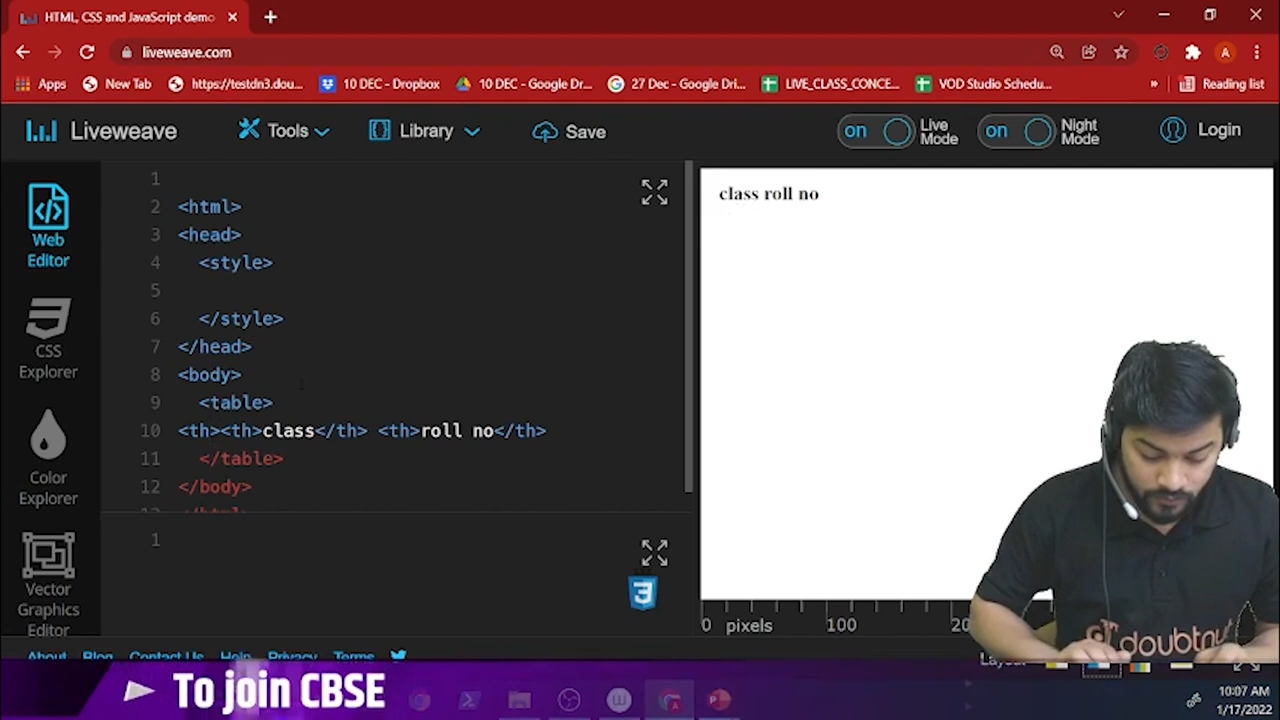 HTML, CSS and JavaScript demo
liveweave.com
A
Apps New Tab https://testdn3.dou... 10 DEC - Dropbox 10 DEC - Google Dr... 27 Dec - Google Dri... LIVE_CLASS_CONCE... VOD Studio Schedu... » Reading list
Liveweave Tools Library Save on Live Mode on Night Mode Login
Web
Editor
CSS
Explorer
Color
Explorer
Vector
Graphics
Editor
1
2 <html>
3 <head>
4 <style>
5
6 </style>
7 </head>
8 <body>
9 <table>
10 <th><th>class</th> <th>roll no</th>
11 </table>
12 </body>
1
class roll no
0 pixels 100
doubtnut
About Blog Contact Us Help Privacy Terms
To join CBSE
10:07 AM
1/17/2022